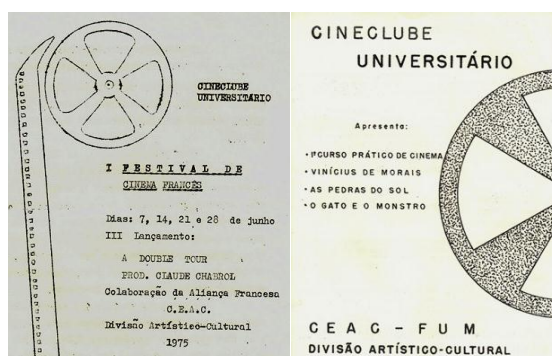 CINECLUBE
UNIVERSITÁRIO
I FESTIVAL DE
CINEMA FRANCÊS
Dias: 7, 14, 21 e 28 de junho
III Lançamento:
A DOUBLE TOUR
PROD. CLAUDE CHABROL
Colaboração da Aliança Francesa
C.E.A.C.
Divisão Artístico-Cultural
1975
CINECLUBE
UNIVERSITÁRIO
Apresenta:
• 1º CURSO PRÁTICO DE CINEMA
• VINÍCIUS DE MORAIS
• AS PEDRAS DO SOL
• O GATO E O MONSTRO
CEAC - FUM
DIVISÃO ARTÍSTICO-CULTURAL